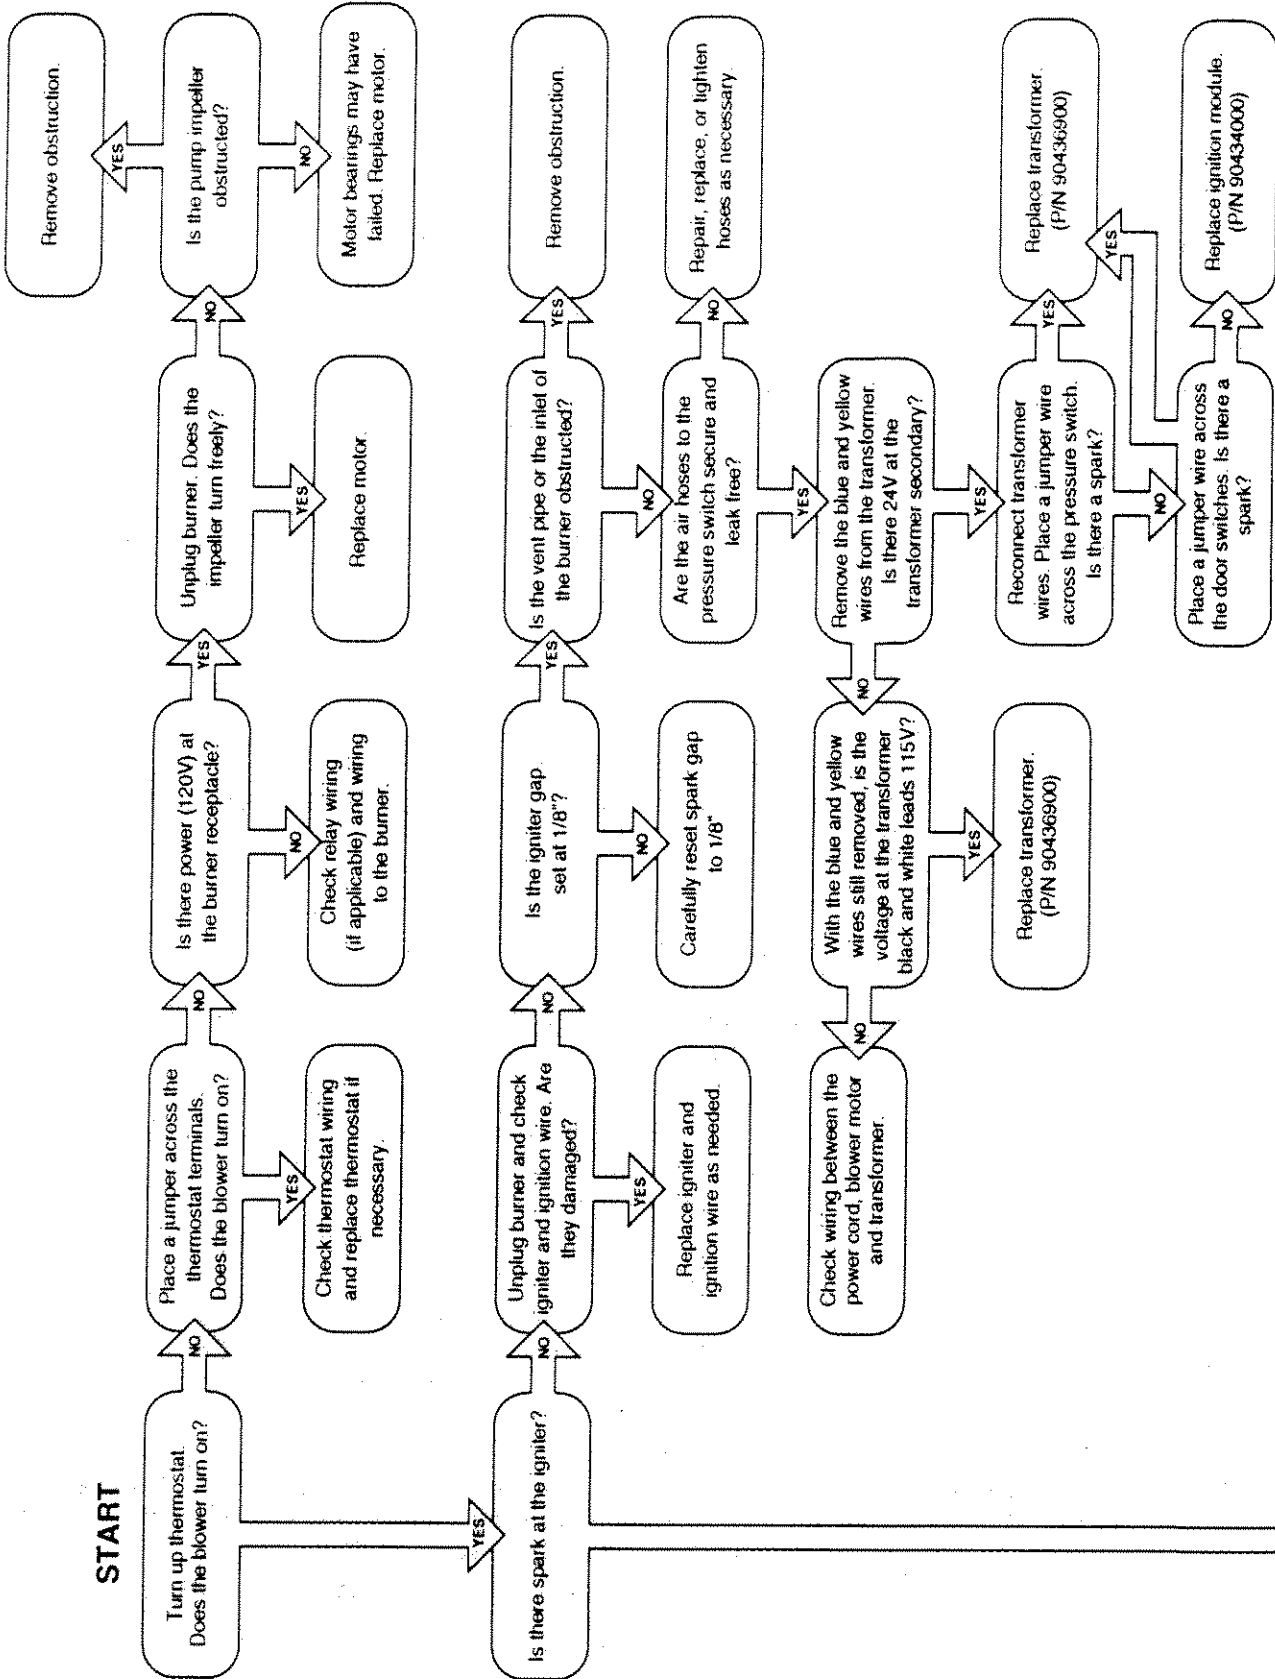 START
Turn up thermostat.
Does the blower turn on?
NO
Place a jumper across the
thermostat terminals.
Does the blower turn on?
NO
Is there power (120V) at
the burner receptacle?
YES
Unplug burner. Does the
impeller turn freely?
NO
Is the pump impeller
obstructed?
YES
Remove obstruction.
NO
Motor bearings may have
failed. Replace motor.
YES
Replace motor.
NO
Check relay wiring
(if applicable) and wiring
to the burner.
YES
Check thermostat wiring
and replace thermostat if
necessary.
YES
Is there spark at the igniter?
NO
Unplug burner and check
igniter and ignition wire. Are
they damaged?
NO
Is the igniter gap
set at 1/8"?
YES
Is the vent pipe or the inlet of
the burner obstructed?
YES
Remove obstruction.
YES
Replace igniter and
ignition wire as needed.
NO
Carefully reset spark gap
to 1/8"
NO
Are the air hoses to the
pressure switch secure and
leak free?
NO
Repair, replace, or tighten
hoses as necessary.
YES
Remove the blue and yellow
wires from the transformer.
Is there 24V at the
transformer secondary?
NO
With the blue and yellow
wires still removed, is the
voltage at the transformer
black and white leads 115V?
NO
Check wiring between the
power cord, blower motor
and transformer.
YES
Replace transformer.
(P/N 90436900)
YES
Reconnect transformer
wires. Place a jumper wire
across the pressure switch.
Is there a spark?
YES
Replace transformer.
(P/N 90436900)
NO
Place a jumper wire across
the door switches. Is there a
spark?
YES
NO
Replace ignition module.
(P/N 90434000)